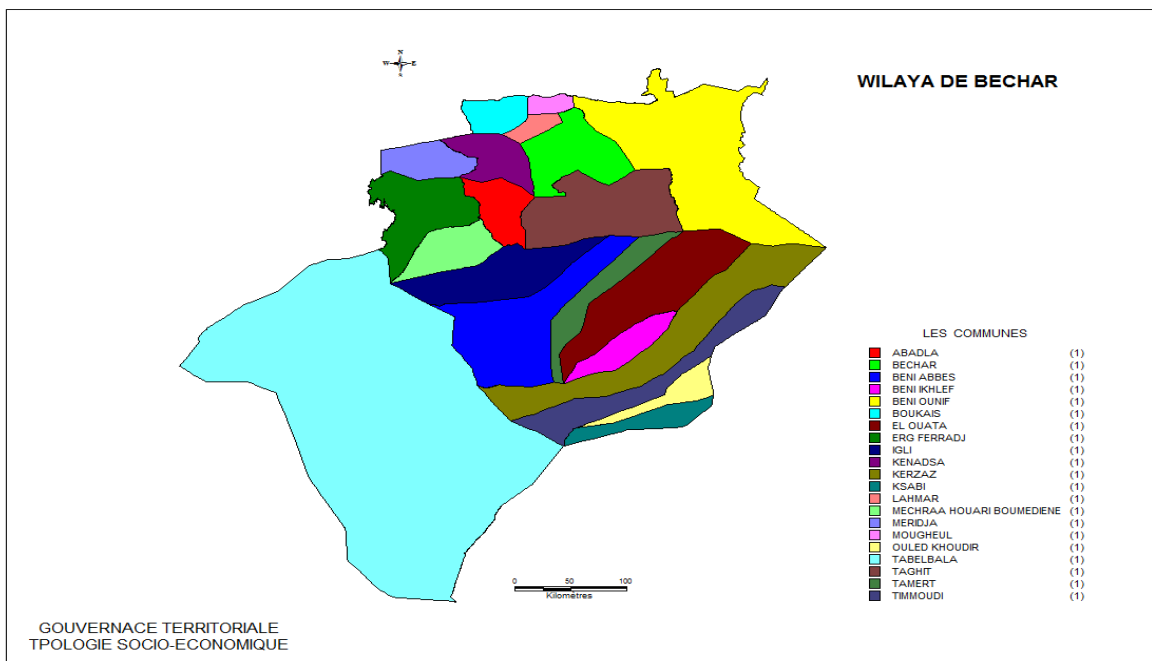 N
W E
S
WILAYA DE BECHAR
LES COMMUNES
ABADLA (1)
BECHAR (1)
BENI ABBES (1)
BENI IKHLEF (1)
BENI OUNIF (1)
BOUKAIS (1)
EL OUATA (1)
ERG FERRADJ (1)
IGLI (1)
KENADSA (1)
KERZAZ (1)
KSABI (1)
LAHMAR (1)
MECHRAA HOUARI BOUMEDIENE (1)
MERIDJA (1)
MOUGHEUL (1)
OULED KHOUDIR (1)
TABELBALA (1)
TAGHIT (1)
TAMERT (1)
TIMMOUDI (1)
0 50 100
Kilomètres
GOUVERNACE TERRITORIALE
TPOLOGIE SOCIO-ECONOMIQUE